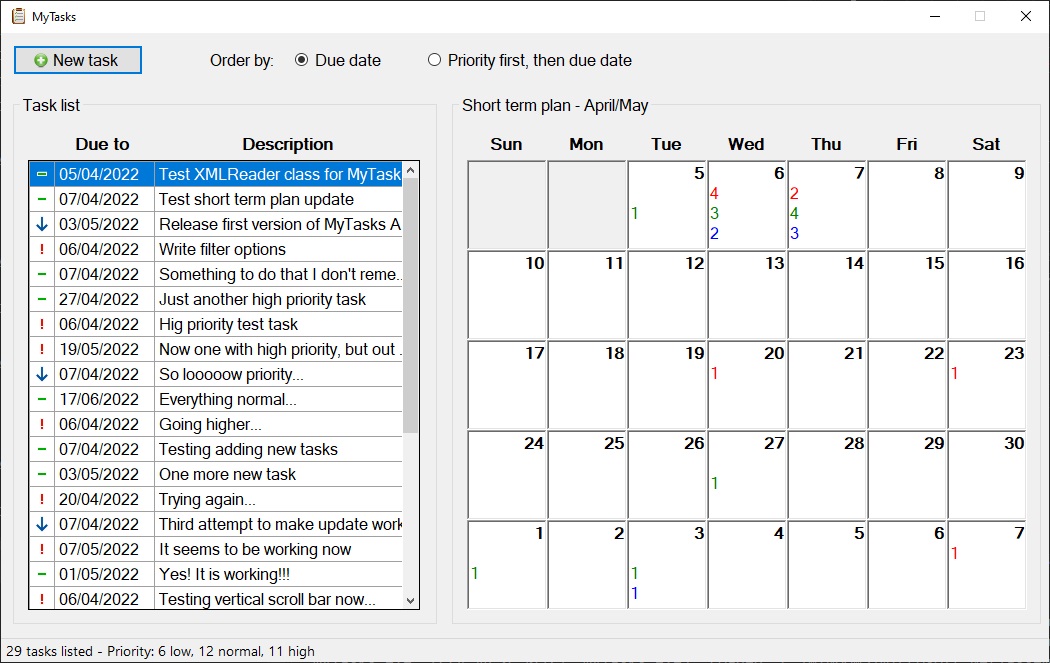 MyTasks
New task Order by: Due date Priority first, then due date
Task list
Due to Description
05/04/2022 Test XMLReader class for MyTask
07/04/2022 Test short term plan update
03/05/2022 Release first version of MyTasks A
! 06/04/2022 Write filter options
07/04/2022 Something to do that I don't reme...
27/04/2022 Just another high priority task
! 06/04/2022 Hig priority test task
! 19/05/2022 Now one with high priority, but out .
07/04/2022 So looooow priority...
17/06/2022 Everything normal...
! 06/04/2022 Going higher...
07/04/2022 Testing adding new tasks
03/05/2022 One more new task
! 20/04/2022 Trying again...
07/04/2022 Third attempt to make update work
! 07/05/2022 It seems to be working now
01/05/2022 Yes! It is working!!!
! 06/04/2022 Testing vertical scroll bar now...
Short term plan - April/May
Sun Mon Tue Wed Thu Fri Sat
5 6 7 8 9
4 2
1 3 4
2 3
10 11 12 13 14 15 16
17 18 19 20 21 22 23
1 1
24 25 26 27 28 29 30
1
1 2 3 4 5 6 7
1
1 1
1
29 tasks listed - Priority: 6 low, 12 normal, 11 high